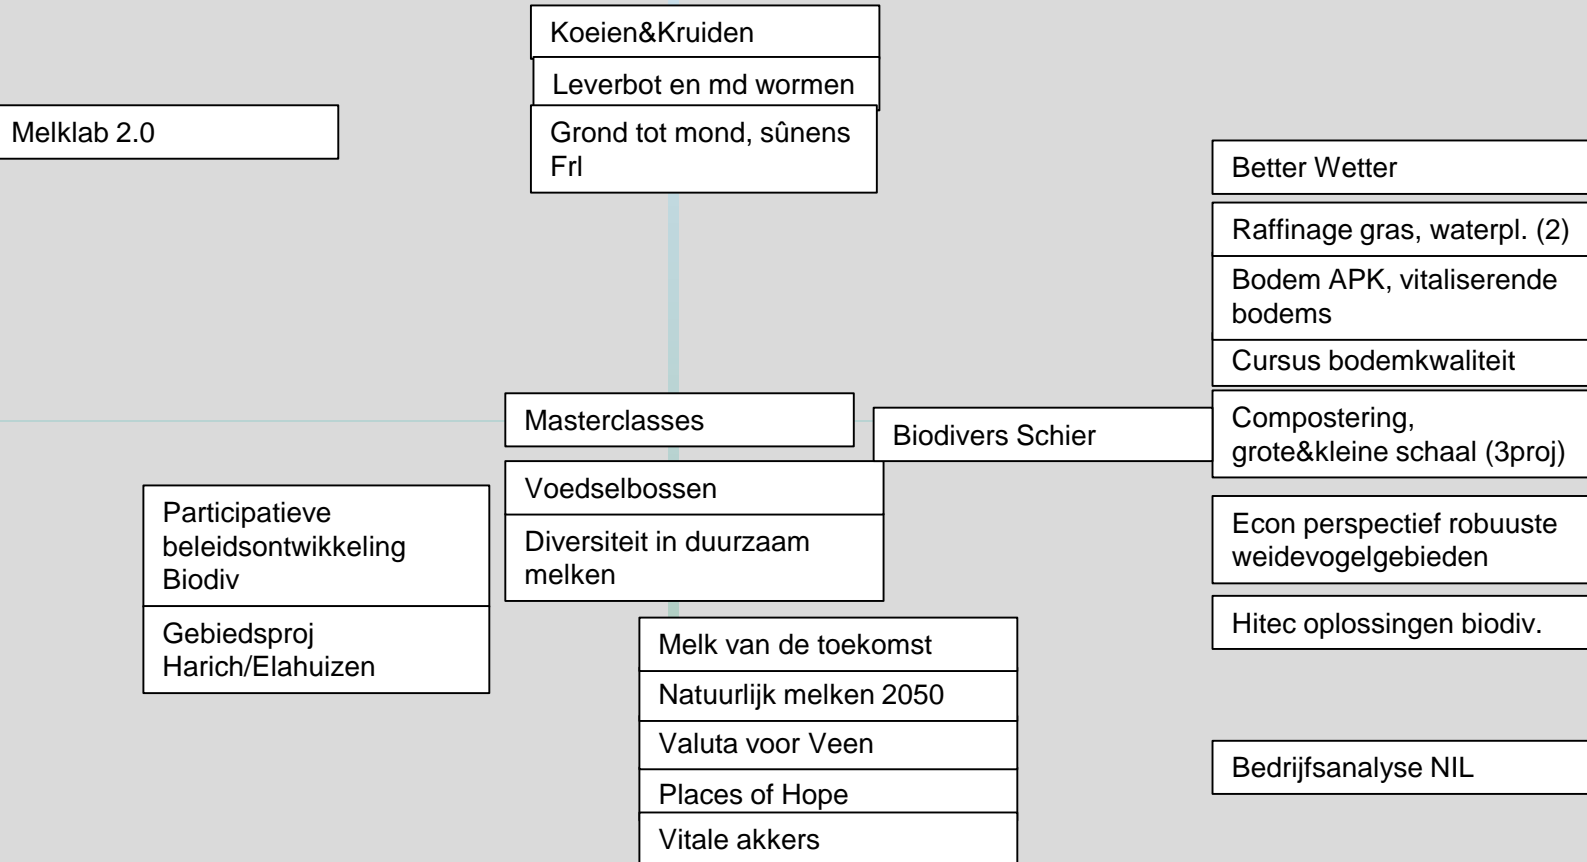 Koeien&Kruiden
Leverbot en md wormen
Grond tot mond, sûnens
Frl
Melklab 2.0
Better Wetter
Raffinage gras, waterpl. (2)
Bodem APK, vitaliserende
bodems
Cursus bodemkwaliteit
Compostering,
grote&kleine schaal (3proj)
Masterclasses
Biodivers Schier
Voedselbossen
Diversiteit in duurzaam
melken
Participatieve
beleidsontwikkeling
Biodiv
Gebiedsproj
Harich/Elahuizen
Econ perspectief robuuste
weidevogelgebieden
Hitec oplossingen biodiv.
Melk van de toekomst
Natuurlijk melken 2050
Valuta voor Veen
Places of Hope
Vitale akkers
Bedrijfsanalyse NIL